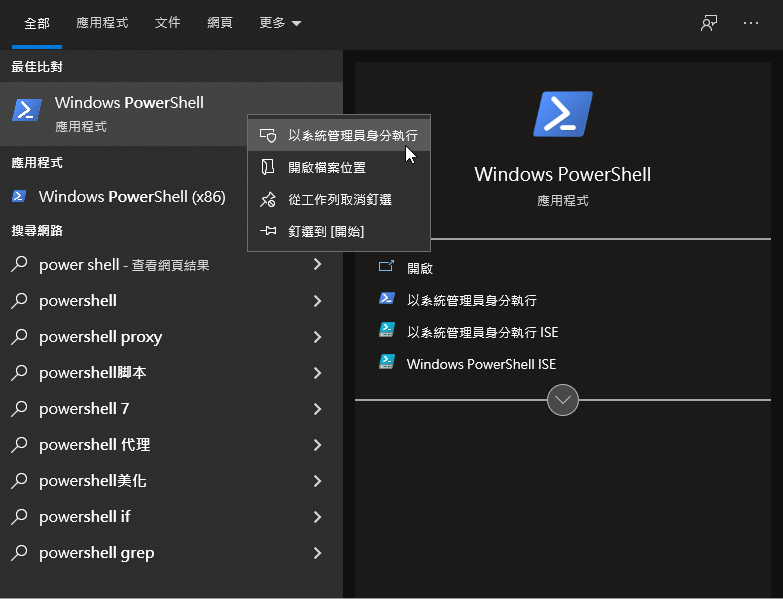 全部 應用程式 文件 網頁 更多
最佳比對
Windows PowerShell
應用程式
以系統管理員身分執行
開啟檔案位置
從工作列取消釘選
釘選到 [開始]
應用程式
Windows PowerShell (x86)
搜尋網路
power shell - 查看網頁結果
powershell
powershell proxy
powershell脚本
powershell 7
powershell 代理
powershell美化
powershell if
powershell grep
Windows PowerShell
應用程式
開啟
以系統管理員身分執行
以系統管理員身分執行 ISE
Windows PowerShell ISE